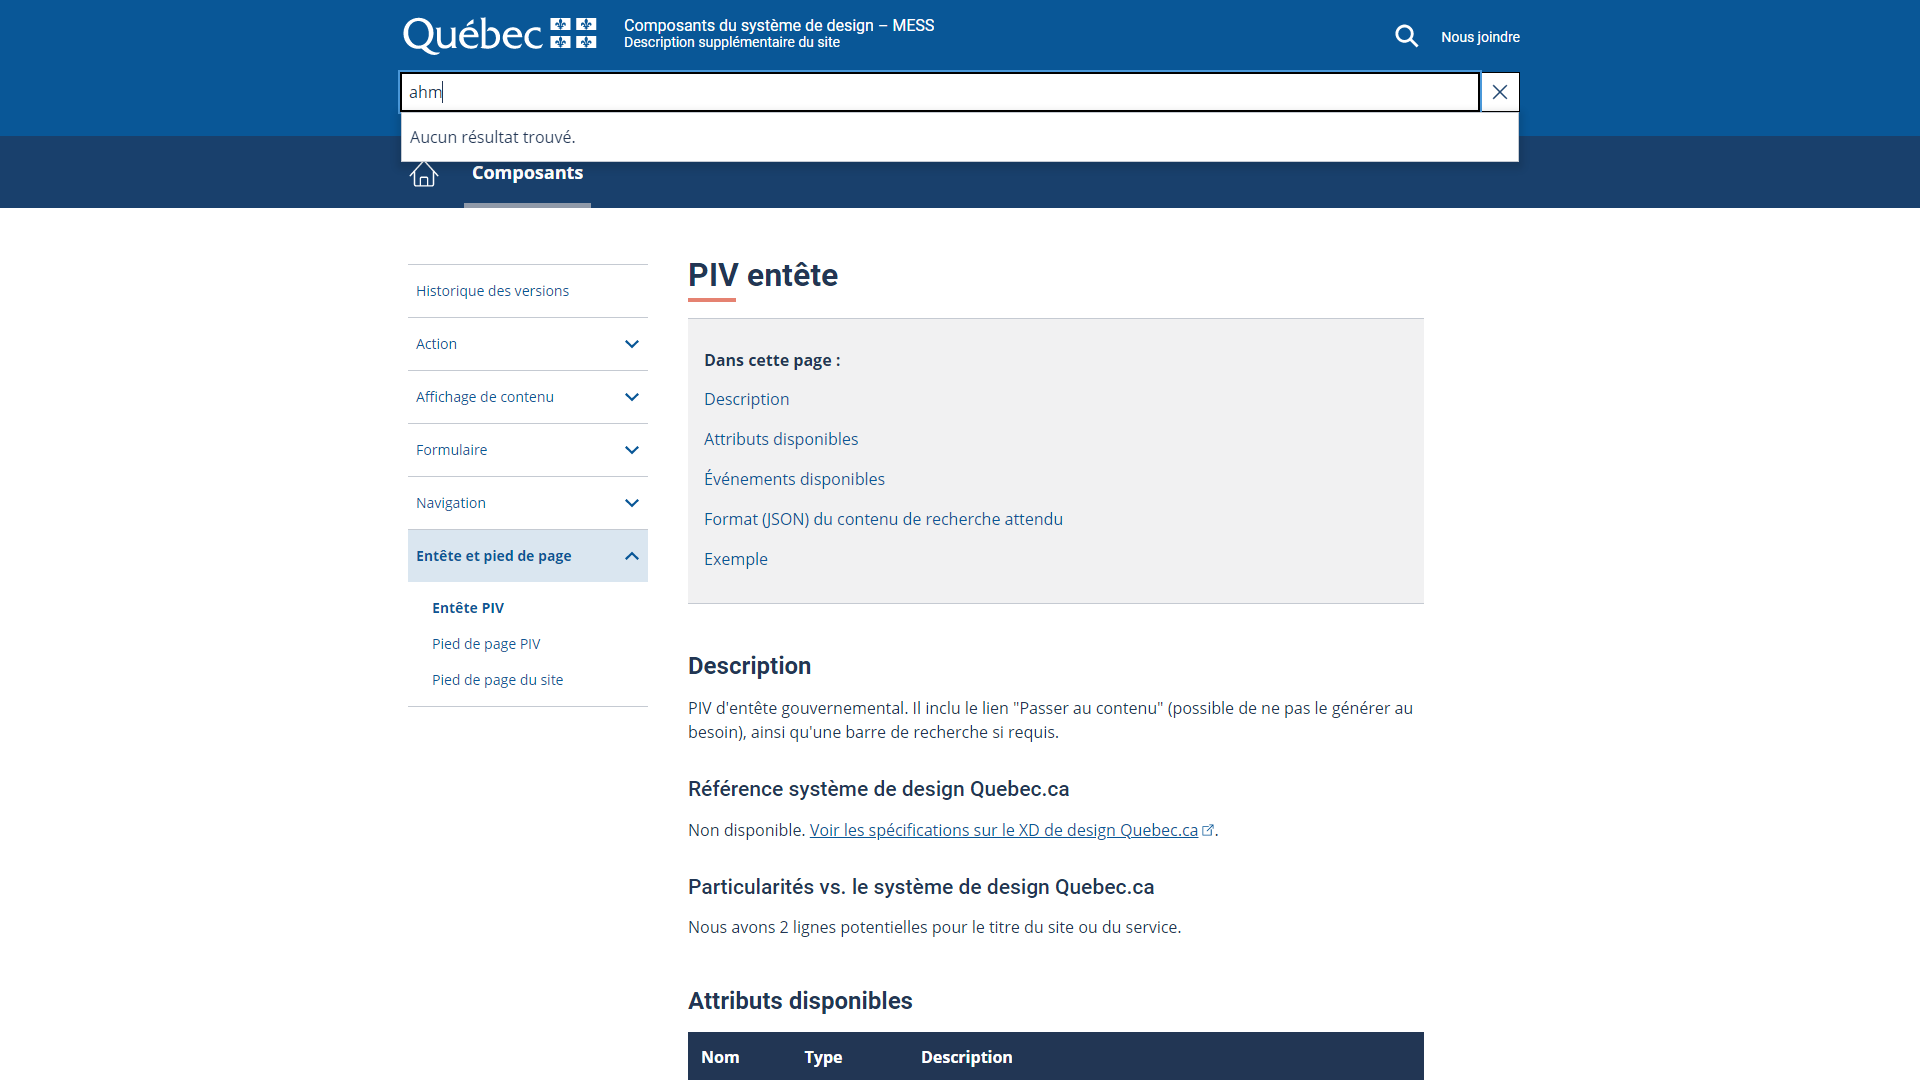 Québec
Composants du système de design – MESS
Description supplémentaire du site
Nous joindre
ahm
Aucun résultat trouvé.
Composants
Historique des versions
Action
Affichage de contenu
Formulaire
Navigation
Entête et pied de page
Entête PIV
Pied de page PIV
Pied de page du site
PIV entête
Dans cette page :
Description
Attributs disponibles
Événements disponibles
Format (JSON) du contenu de recherche attendu
Exemple
Description
PIV d'entête gouvernemental. Il inclu le lien "Passer au contenu" (possible de ne pas le générer au
besoin), ainsi qu'une barre de recherche si requis.
Référence système de design Quebec.ca
Non disponible. Voir les spécifications sur le XD de design Quebec.ca.
Particularités vs. le système de design Quebec.ca
Nous avons 2 lignes potentielles pour le titre du site ou du service.
Attributs disponibles
Nom Type Description